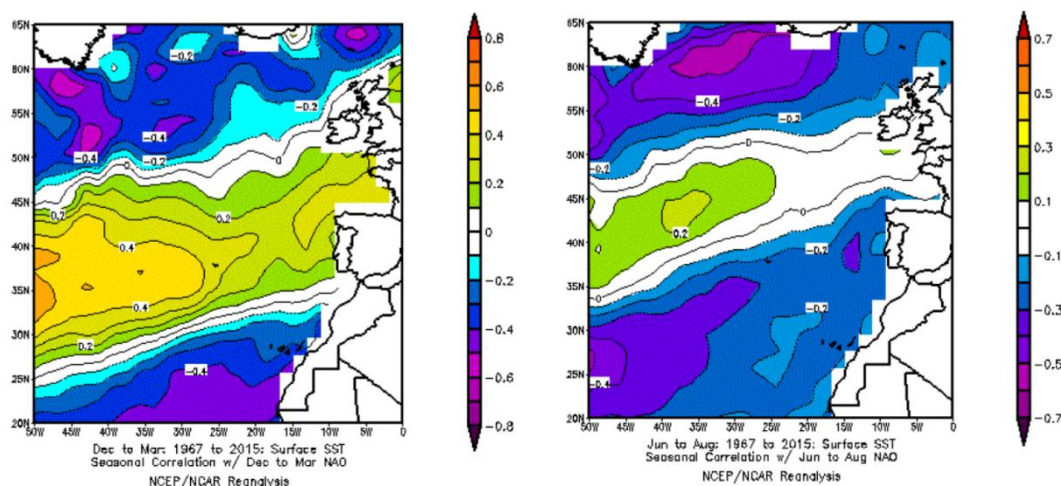 65N
60N
55N
50N
45N
40N
35N
30N
25N
20N
50W
45W
40W
35W
30W
25W
20W
15W
10W
5W
0
-0.2
-0.2
-0.4
-0.4
-0.2
0
0
0.2
0.2
0.4
0.4
0.2
-0.2
-0.4
0.8
0.6
0.4
0.2
0
-0.2
-0.4
-0.5
-0.6
-0.8
Dec to Mar: 1967 to 2015: Surface SST
Seasonal Correlation w/ Dec to Mar NAO
NCEP/NCAR Reanalysis
65N
60N
55N
50N
45N
40N
35N
30N
25N
20N
50W
45W
40W
35W
30W
25W
20W
15W
10W
5W
0
-0.4
-0.2
0
0
0.2
0
-0.2
0
-0.2
-0.4
0.7
0.5
0.3
0.1
-0.1
-0.3
-0.5
-0.7
Jun to Aug: 1967 to 2015: Surface SST
Seasonal Correlation w/ Jun to Aug NAO
NCEP/NCAR Reanalysis